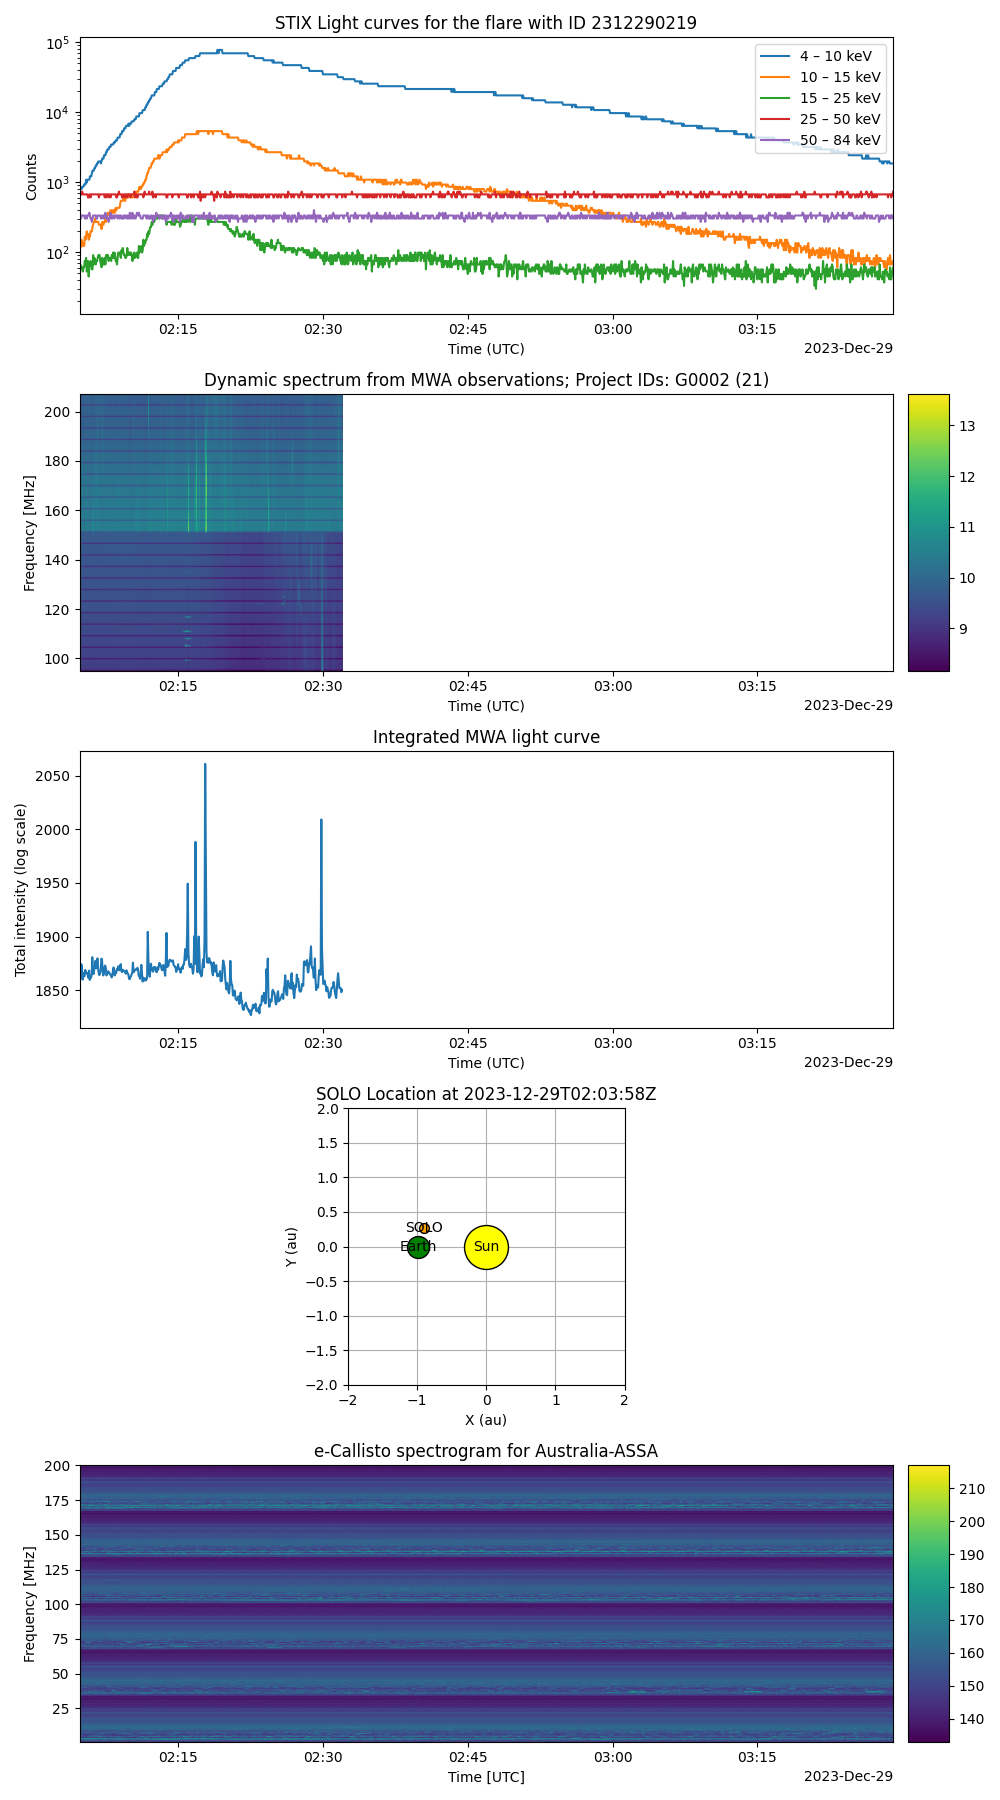 STIX Light curves for the flare with ID 2312290219
10⁵
10⁴
10³
10²
Counts
4 – 10 keV
10 – 15 keV
15 – 25 keV
25 – 50 keV
50 – 84 keV
02:15 02:30 02:45 03:00 03:15
Time (UTC)
2023-Dec-29
Dynamic spectrum from MWA observations; Project IDs: G0002 (21)
200
180
160
140
120
100
Frequency [MHz]
13
12
11
10
9
02:15 02:30 02:45 03:00 03:15
Time (UTC)
2023-Dec-29
Integrated MWA light curve
2050
2000
1950
1900
1850
Total intensity (log scale)
02:15 02:30 02:45 03:00 03:15
Time (UTC)
2023-Dec-29
SOLO Location at 2023-12-29T02:03:58Z
2.0
1.5
1.0
0.5
0.0
−0.5
−1.0
−1.5
−2.0
Y (au)
SOLO
Earth
Sun
−2 −1 0 1 2
X (au)
e-Callisto spectrogram for Australia-ASSA
200
175
150
125
100
75
50
25
Frequency [MHz]
210
200
190
180
170
160
150
140
02:15 02:30 02:45 03:00 03:15
Time [UTC]
2023-Dec-29